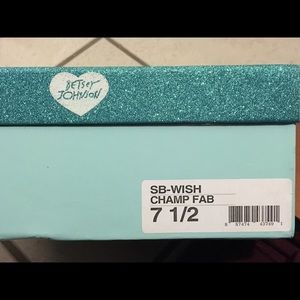 BETSEY
JOHNSON
SB-WISH
CHAMP FAB
7 1/2